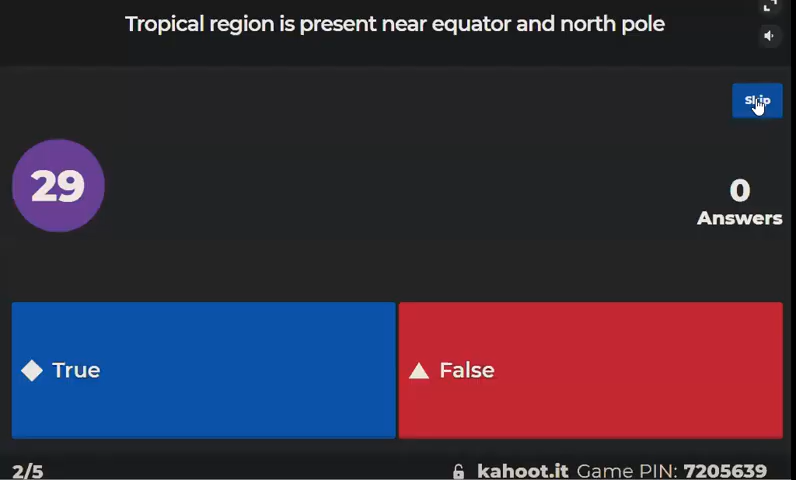 Tropical region is present near equator and north pole
Skip
29
0
Answers
True
False
2/5
kahoot.it Game PIN: 7205639